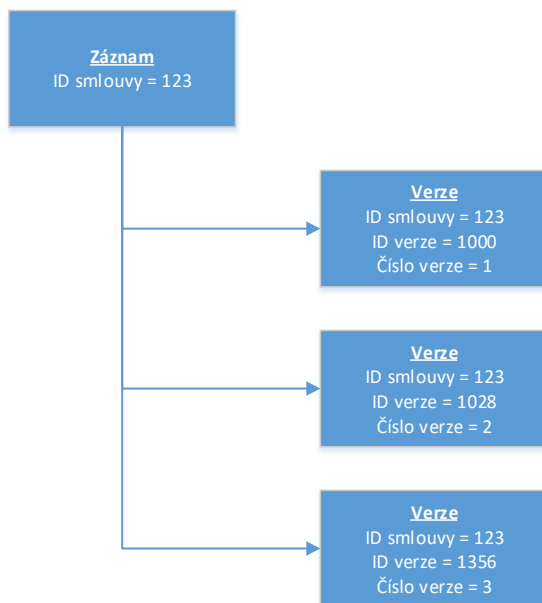 Záznam
ID smlouvy = 123
Verze
ID smlouvy = 123
ID verze = 1000
Číslo verze = 1
Verze
ID smlouvy = 123
ID verze = 1028
Číslo verze = 2
Verze
ID smlouvy = 123
ID verze = 1356
Číslo verze = 3